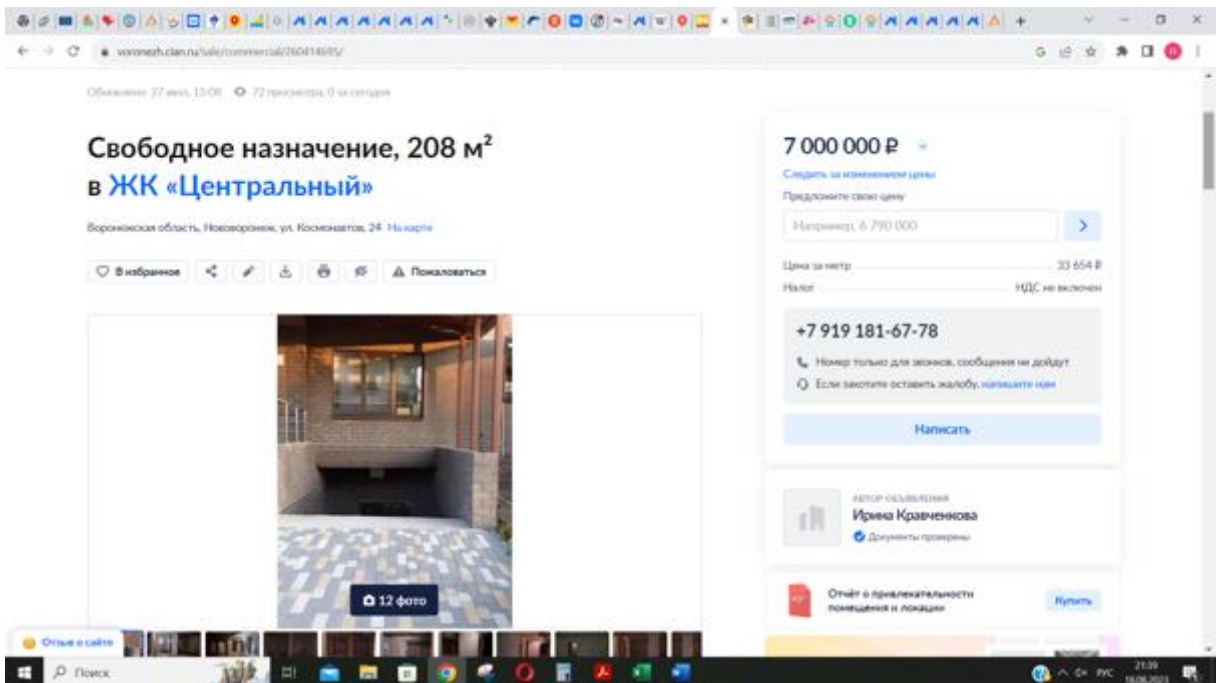 voronezh.cian.ru/sale/commercial/260414695/
Обновлено: 27 июл, 13:08 72 просмотра, 0 за сегодня
Свободное назначение, 208 м²
в ЖК «Центральный»
Воронежская область, Нововоронеж, ул. Космонавтов, 24 На карте
В избранное
Пожаловаться
12 фото
Отзыв о сайте
7 000 000 ₽
Следить за изменением цены
Предложите свою цену
Например, 6 790 000
Цена за метр 33 654 ₽
Налог НДС не включен
+7 919 181-67-78
Номер только для звонков, сообщения не дойдут
Если захотите оставить жалобу, напишите нам
Написать
АВТОР ОБЪЯВЛЕНИЯ
Ирина Кравченкова
Документы проверены
Отчёт о привлекательности
помещения и локации
Купить
Поиск
РУС
21:39
16.08.2023